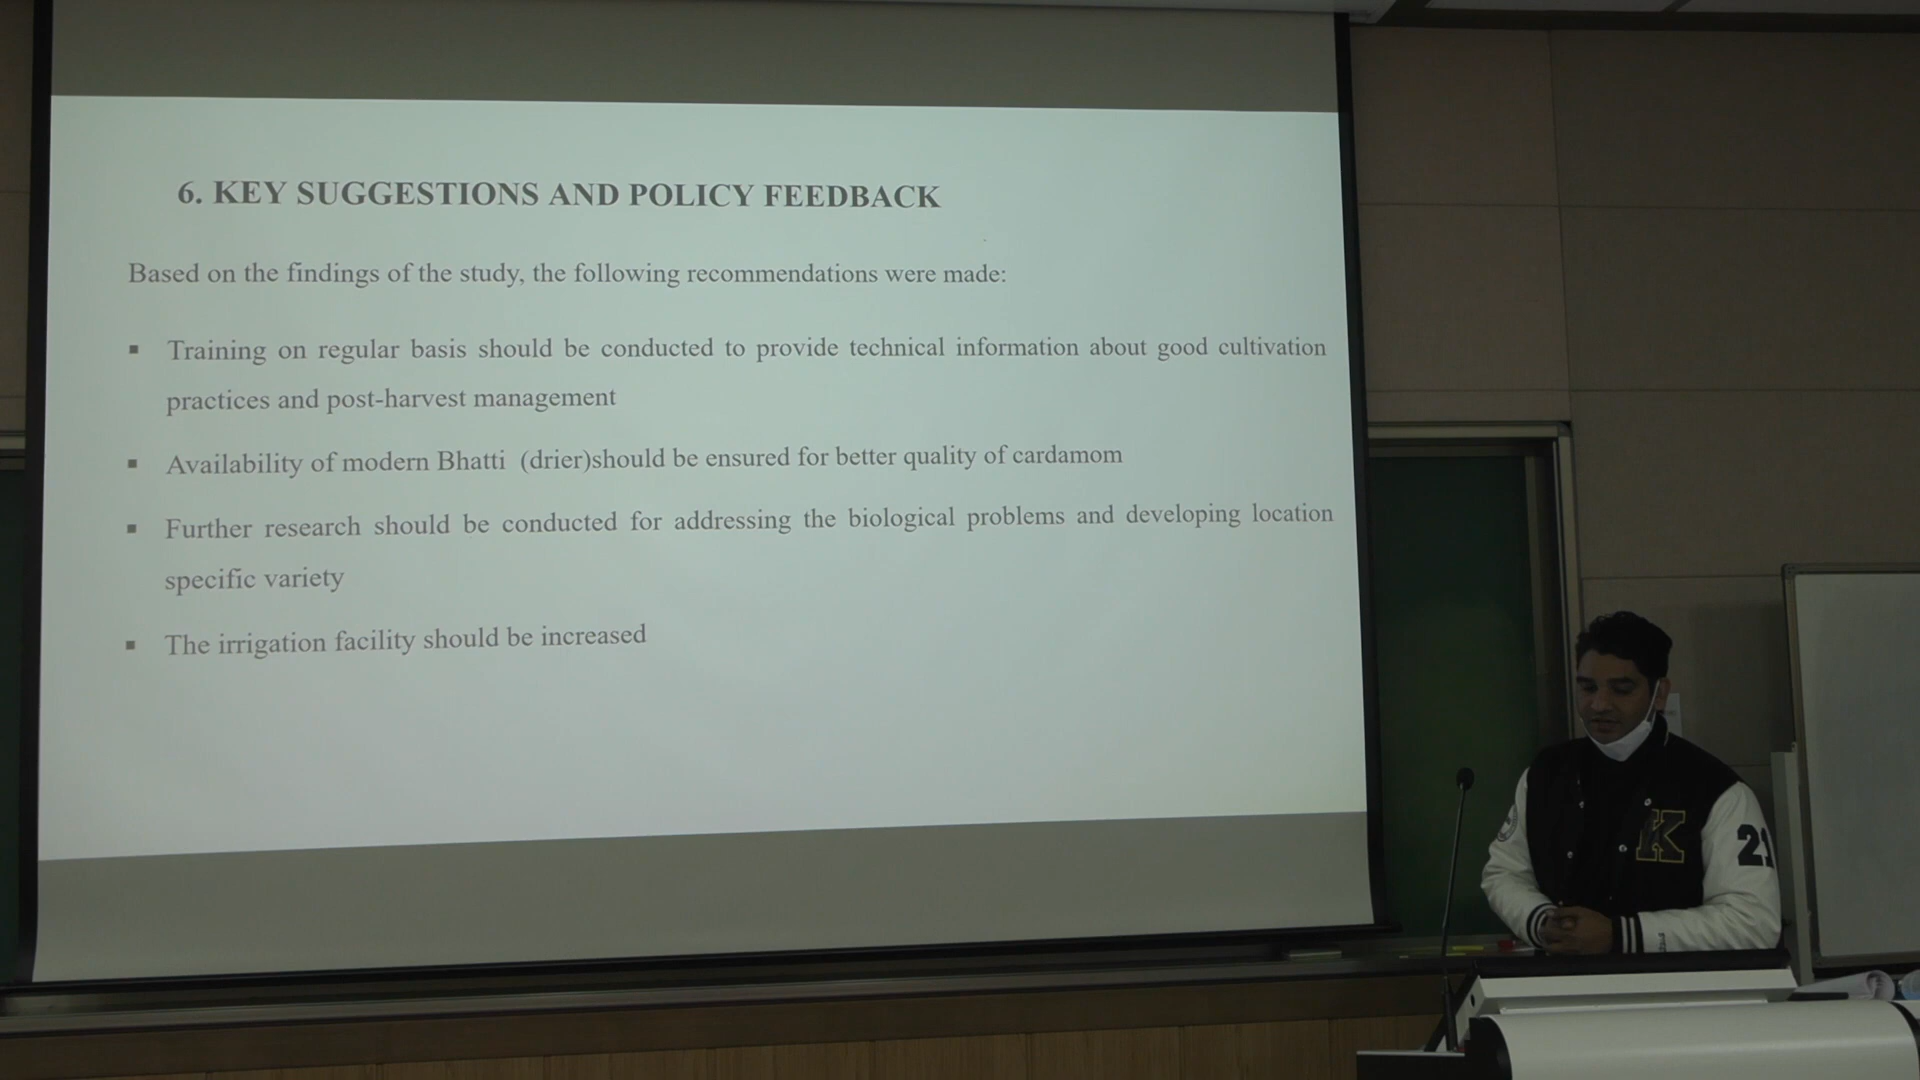 6. KEY SUGGESTIONS AND POLICY FEEDBACK
Based on the findings of the study, the following recommendations were made:
▪ Training on regular basis should be conducted to provide technical information about good cultivation
practices and post-harvest management
▪ Availability of modern Bhatti (drier)should be ensured for better quality of cardamom
▪ Further research should be conducted for addressing the biological problems and developing location
specific variety
▪ The irrigation facility should be increased
K
21